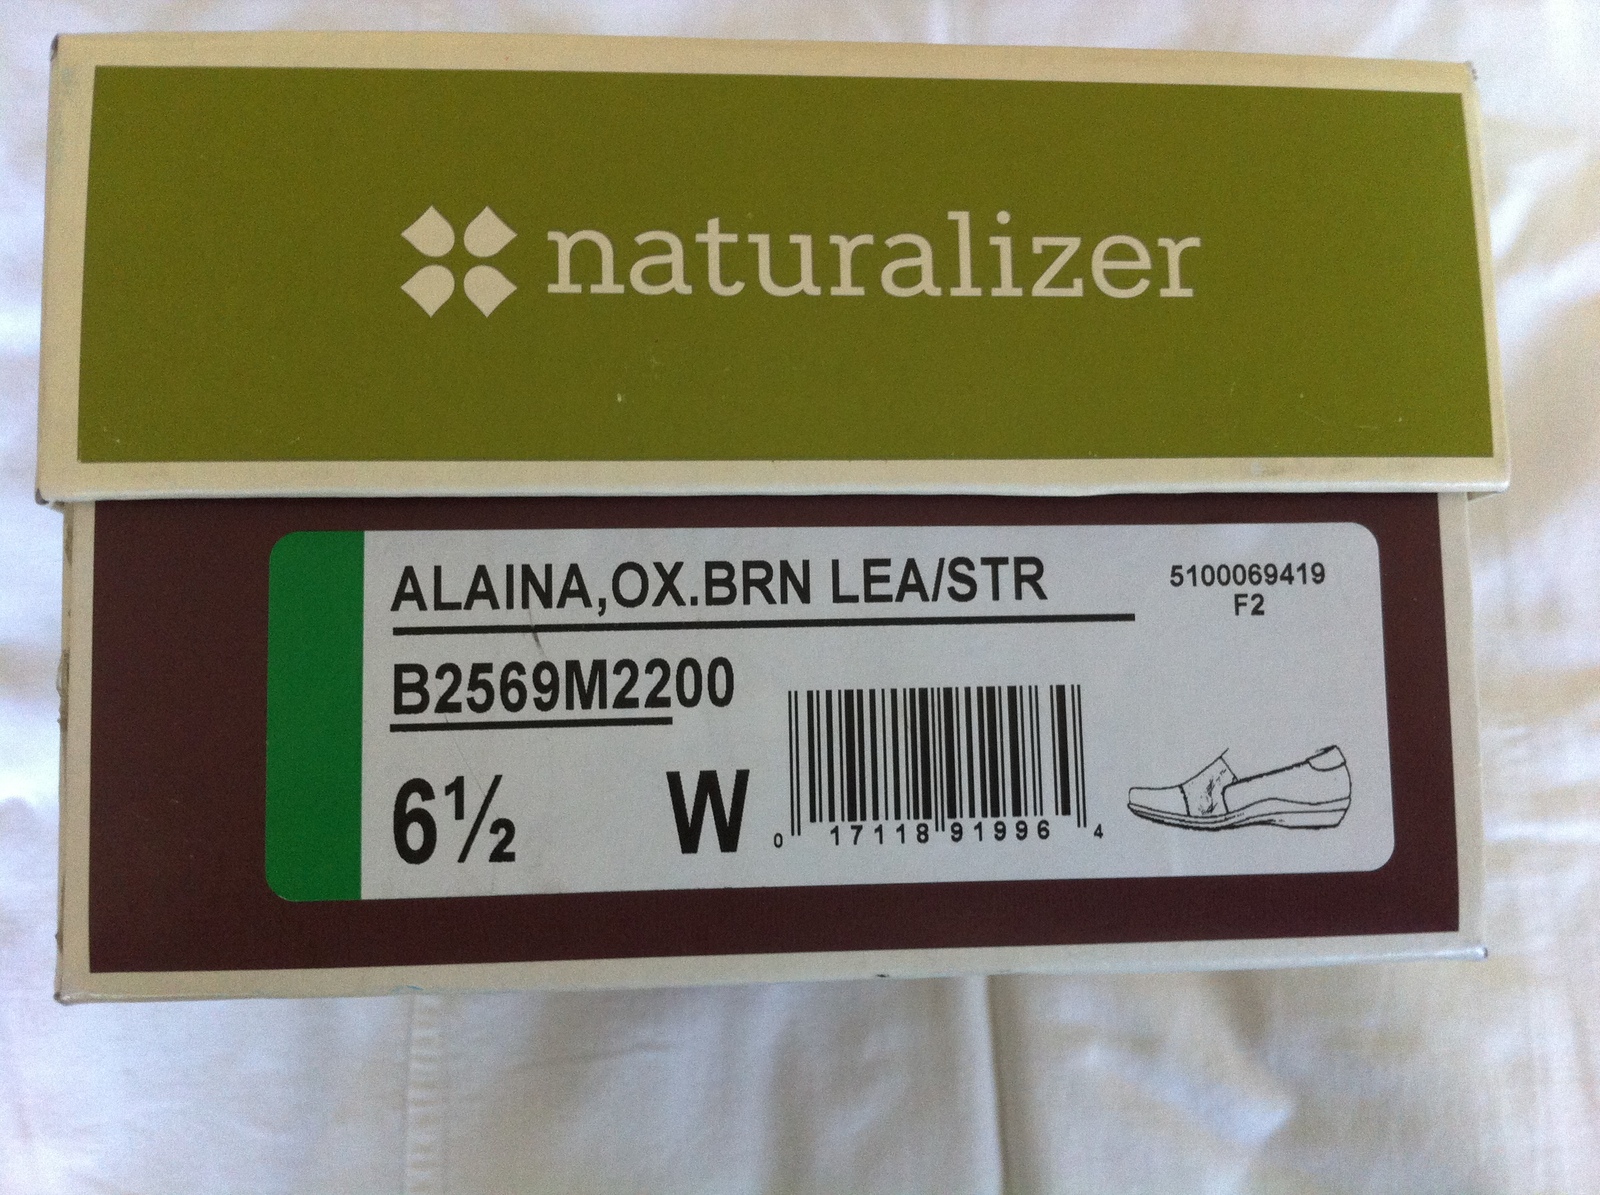 naturalizer
ALAINA,OX.BRN LEA/STR
5100069419
F2
B2569M2200
6½ W
0 17118 91996 4